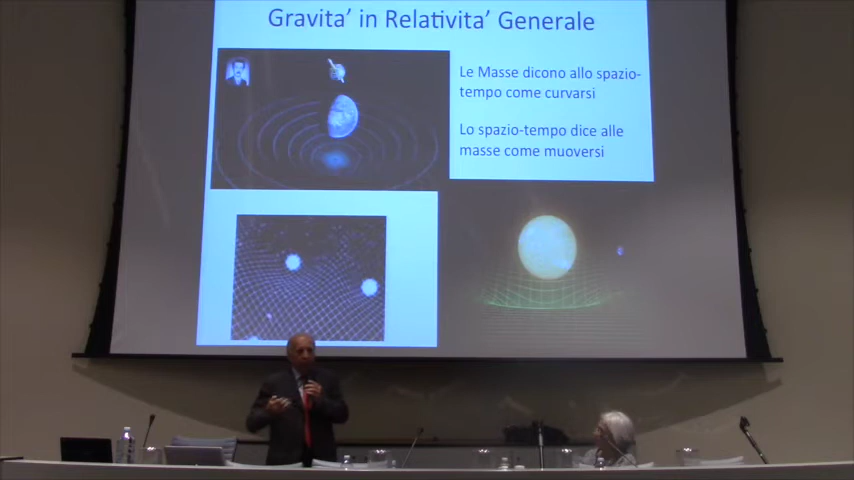 Gravita’ in Relativita’ Generale
Le Masse dicono allo spazio-
tempo come curvarsi
Lo spazio-tempo dice alle
masse come muoversi